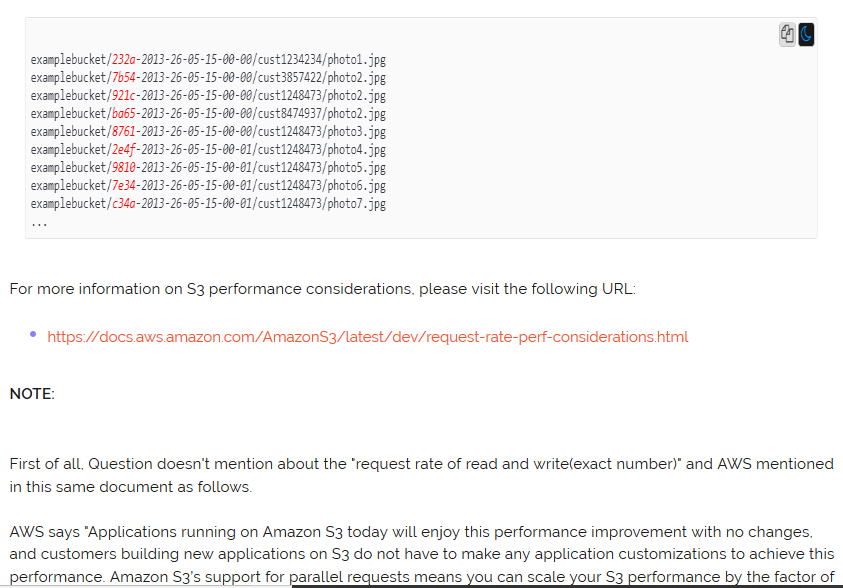 examplebucket/232a-2013-26-05-15-00-00/cust1234234/photo1.jpg
examplebucket/7b54-2013-26-05-15-00-00/cust3857422/photo2.jpg
examplebucket/921c-2013-26-05-15-00-00/cust1248473/photo2.jpg
examplebucket/ba65-2013-26-05-15-00-00/cust8474937/photo2.jpg
examplebucket/8761-2013-26-05-15-00-00/cust1248473/photo3.jpg
examplebucket/2e4f-2013-26-05-15-00-01/cust1248473/photo4.jpg
examplebucket/9810-2013-26-05-15-00-01/cust1248473/photo5.jpg
examplebucket/7e34-2013-26-05-15-00-01/cust1248473/photo6.jpg
examplebucket/c34a-2013-26-05-15-00-01/cust1248473/photo7.jpg
...
For more information on S3 performance considerations, please visit the following URL:
https://docs.aws.amazon.com/AmazonS3/latest/dev/request-rate-perf-considerations.html
NOTE:
First of all, Question doesn't mention about the "request rate of read and write(exact number)" and AWS mentioned
in this same document as follows.
AWS says "Applications running on Amazon S3 today will enjoy this performance improvement with no changes,
and customers building new applications on S3 do not have to make any application customizations to achieve this
performance. Amazon S3's support for parallel requests means you can scale your S3 performance by the factor of